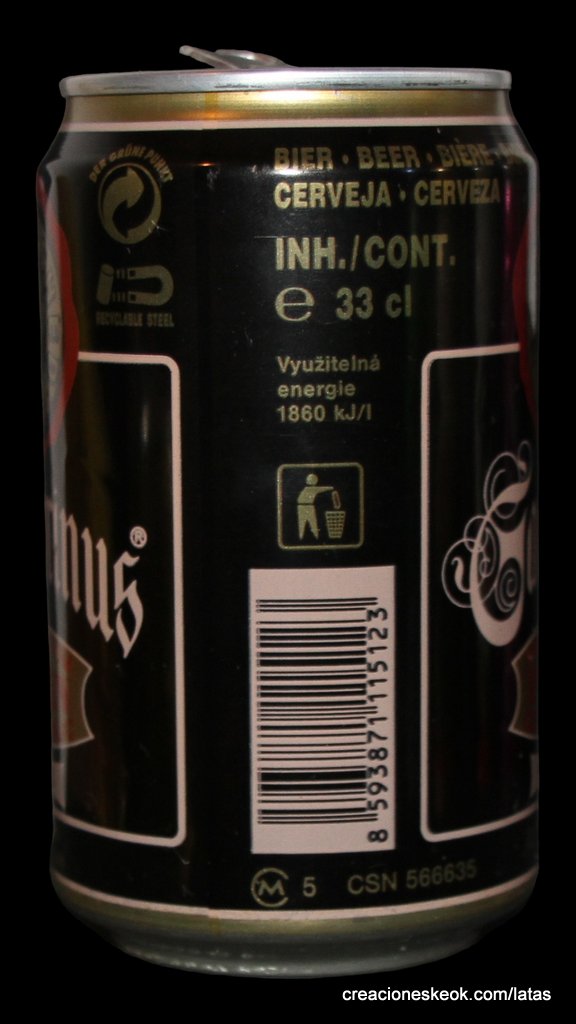 DER GRÜNE PUNKT
BIER · BEER · BIÈRE ·
CERVEJA · CERVEZA
INH./CONT.
℮ 33 cl
RECYCLABLE STEEL
Využitelná
energie
1860 kJ/l
8 593871 115123
5 CSN 566635
creacioneskeok.com/latas